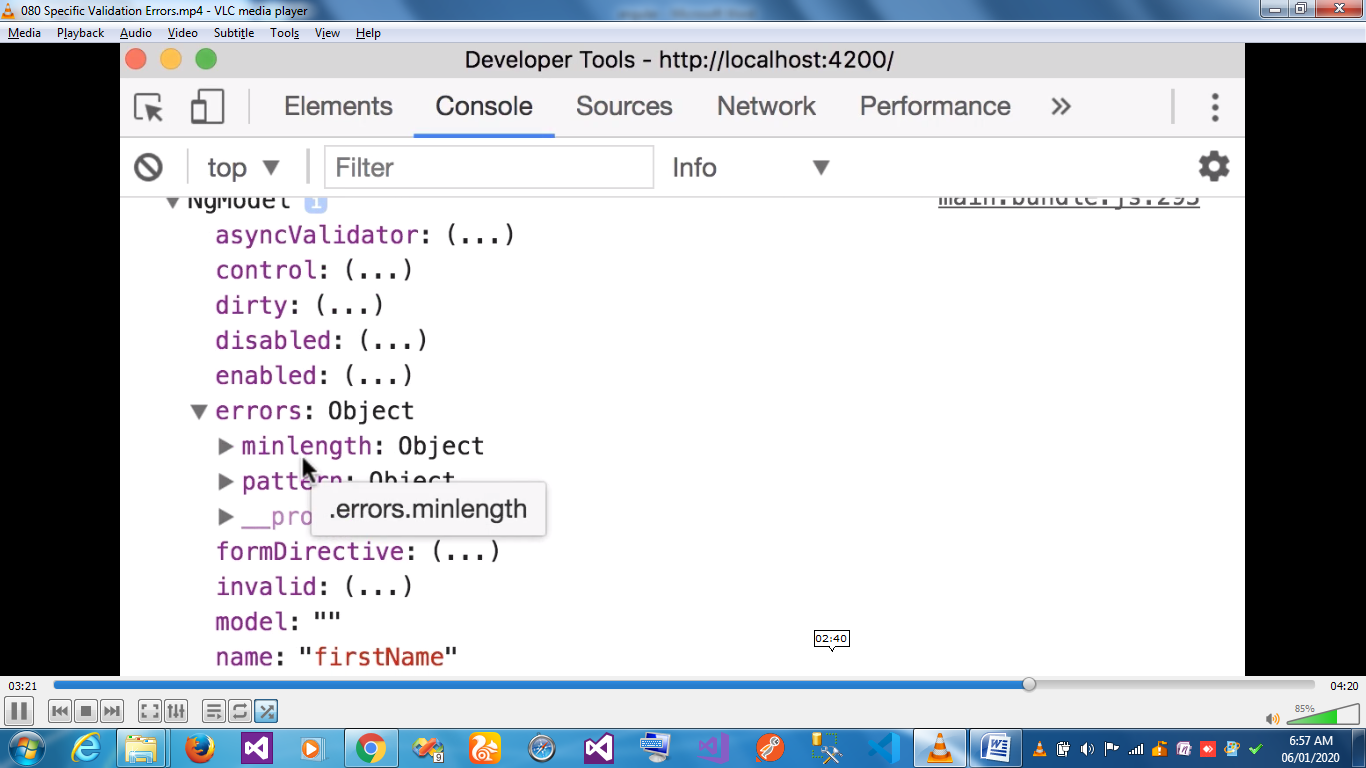 080 Specific Validation Errors.mp4 - VLC media player
Media Playback Audio Video Subtitle Tools View Help
Developer Tools - http://localhost:4200/
Elements Console Sources Network Performance »
top ▼ Filter Info ▼
▼ NgModel i main.bundle.js:295
asyncValidator: (...)
control: (...)
dirty: (...)
disabled: (...)
enabled: (...)
▼ errors: Object
▶ minlength: Object
▶ pattern: Object
▶ __pro
.errors.minlength
formDirective: (...)
invalid: (...)
model: ""
name: "firstName"
02:40
03:21 04:20
85%
6:57 AM
06/01/2020